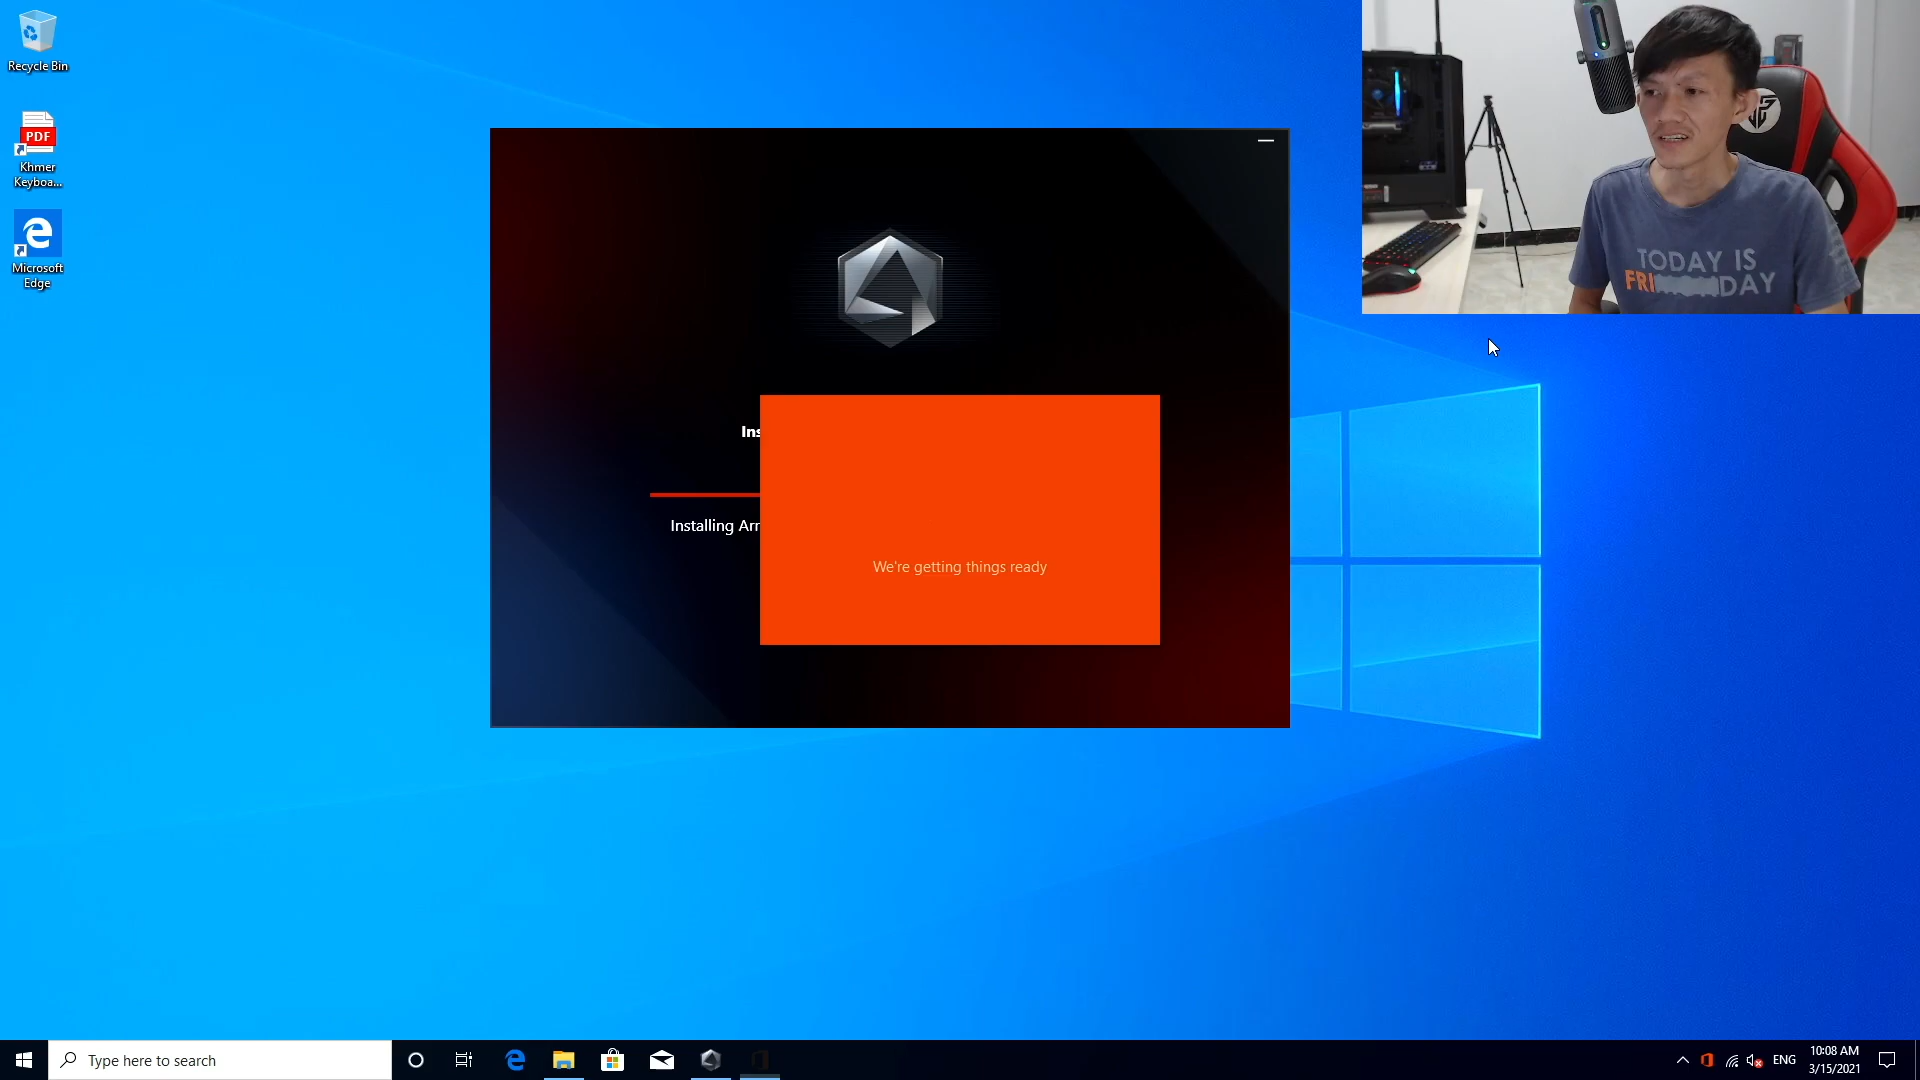 Recycle Bin
PDF
Khmer
Keyboa...
Microsoft
Edge
Ins
Installing Arr
We're getting things ready
TODAY IS
FRI DAY
Type here to search
ENG
10:08 AM
3/15/2021